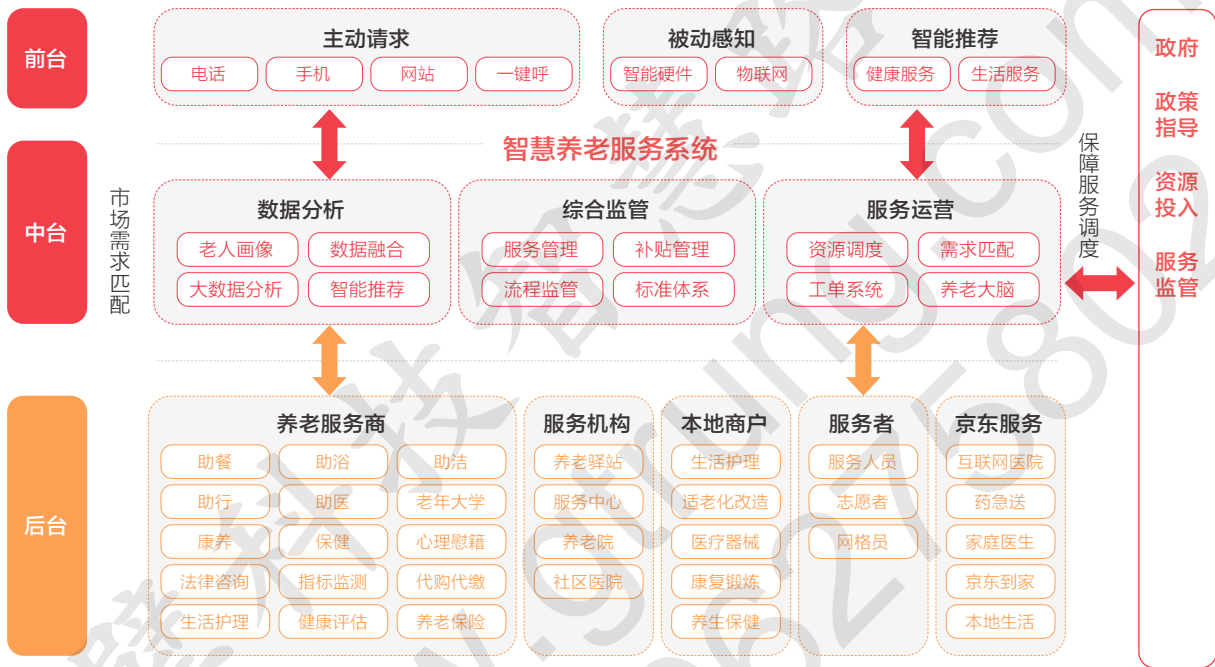 前台
主动请求
电话
手机
网站
一键呼
被动感知
智能硬件
物联网
智能推荐
健康服务
生活服务
智慧养老服务系统
中台
市场需求匹配
数据分析
老人画像
数据融合
大数据分析
智能推荐
综合监管
服务管理
补贴管理
流程监管
标准体系
服务运营
资源调度
需求匹配
工单系统
养老大脑
保障服务调度
政府
政策
指导
资源
投入
服务
监管
后台
养老服务商
助餐
助浴
助洁
助行
助医
老年大学
康养
保健
心理慰籍
法律咨询
指标监测
代购代缴
生活护理
健康评估
养老保险
服务机构
养老驿站
服务中心
养老院
社区医院
本地商户
生活护理
适老化改造
医疗器械
康复锻炼
养生保健
服务者
服务人员
志愿者
网格员
京东服务
互联网医院
药急送
家庭医生
京东到家
本地生活